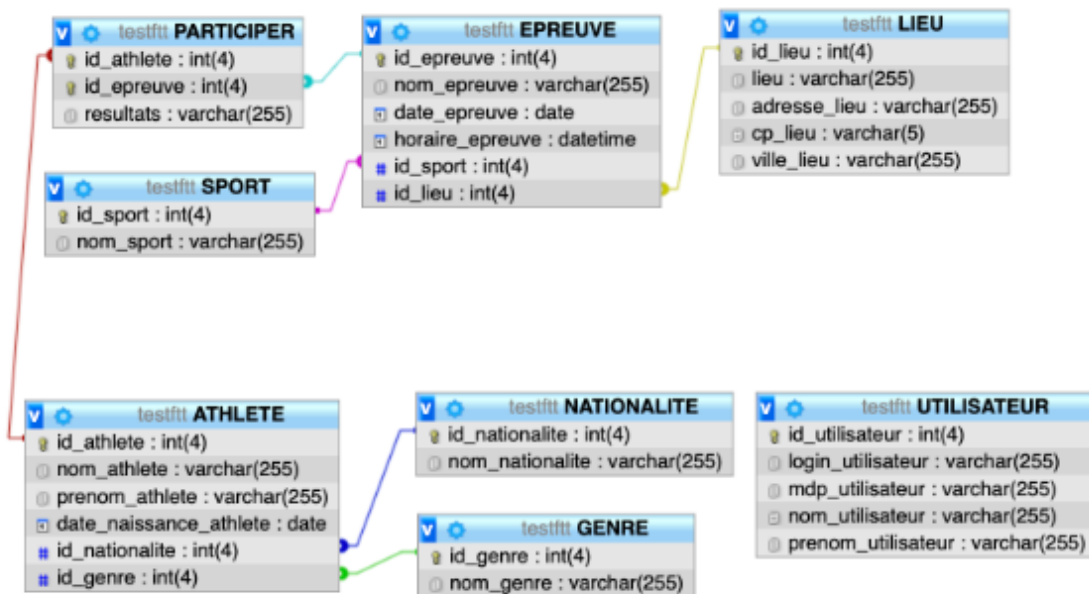 testftt PARTICIPER
id_athlete : int(4)
id_epreuve : int(4)
resultats : varchar(255)
testftt EPREUVE
id_epreuve : int(4)
nom_epreuve : varchar(255)
date_epreuve : date
horaire_epreuve : datetime
id_sport : int(4)
id_lieu : int(4)
testftt LIEU
id_lieu : int(4)
lieu : varchar(255)
adresse_lieu : varchar(255)
cp_lieu : varchar(5)
ville_lieu : varchar(255)
testftt SPORT
id_sport : int(4)
nom_sport : varchar(255)
testftt ATHLETE
id_athlete : int(4)
nom_athlete : varchar(255)
prenom_athlete : varchar(255)
date_naissance_athlete : date
id_nationalite : int(4)
id_genre : int(4)
testftt NATIONALITE
id_nationalite : int(4)
nom_nationalite : varchar(255)
testftt GENRE
id_genre : int(4)
nom_genre : varchar(255)
testftt UTILISATEUR
id_utilisateur : int(4)
login_utilisateur : varchar(255)
mdp_utilisateur : varchar(255)
nom_utilisateur : varchar(255)
prenom_utilisateur : varchar(255)